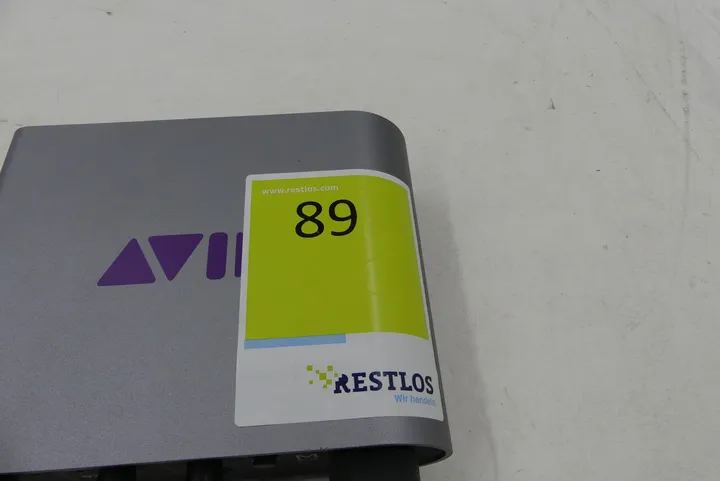 www.restlos.com
89
AVI
RESTLOS
Wir handeln